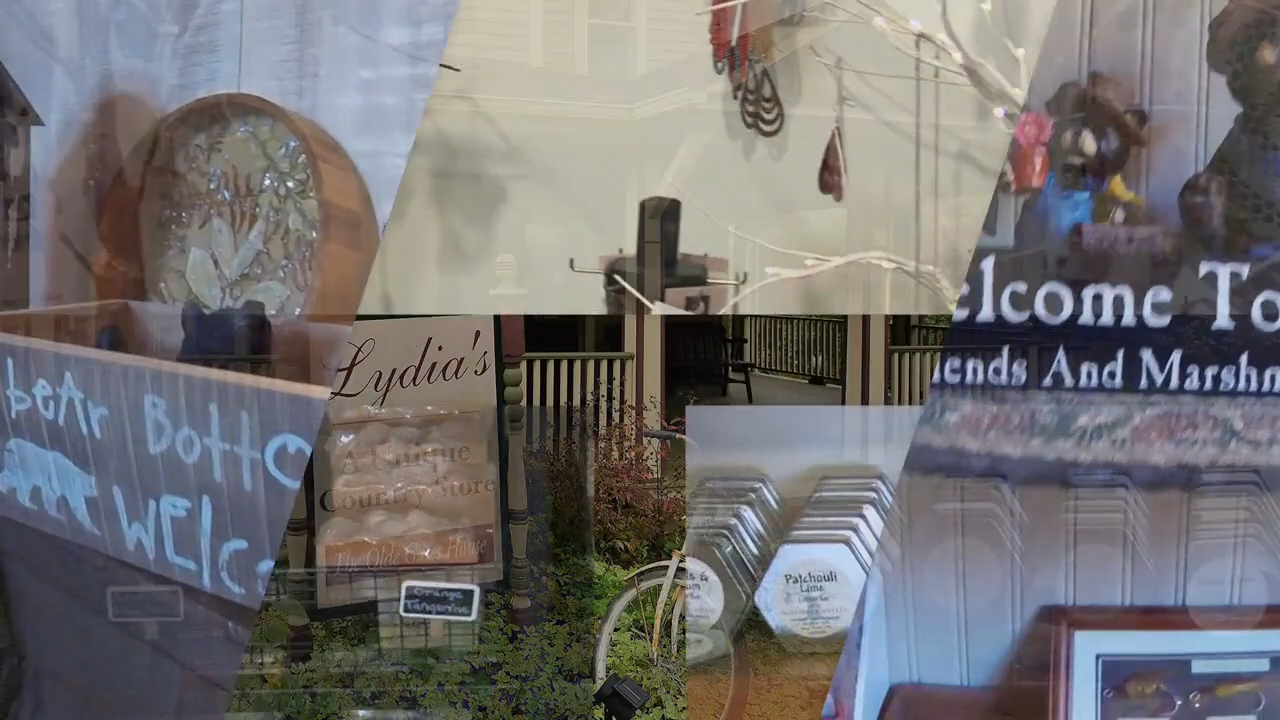 elcome To
ends And Marshm
beAr Botto
WElc
Lydia's
A Unique
Country Store
The Olde Gates House
Orange
Tangerine
Patchouli
Lime